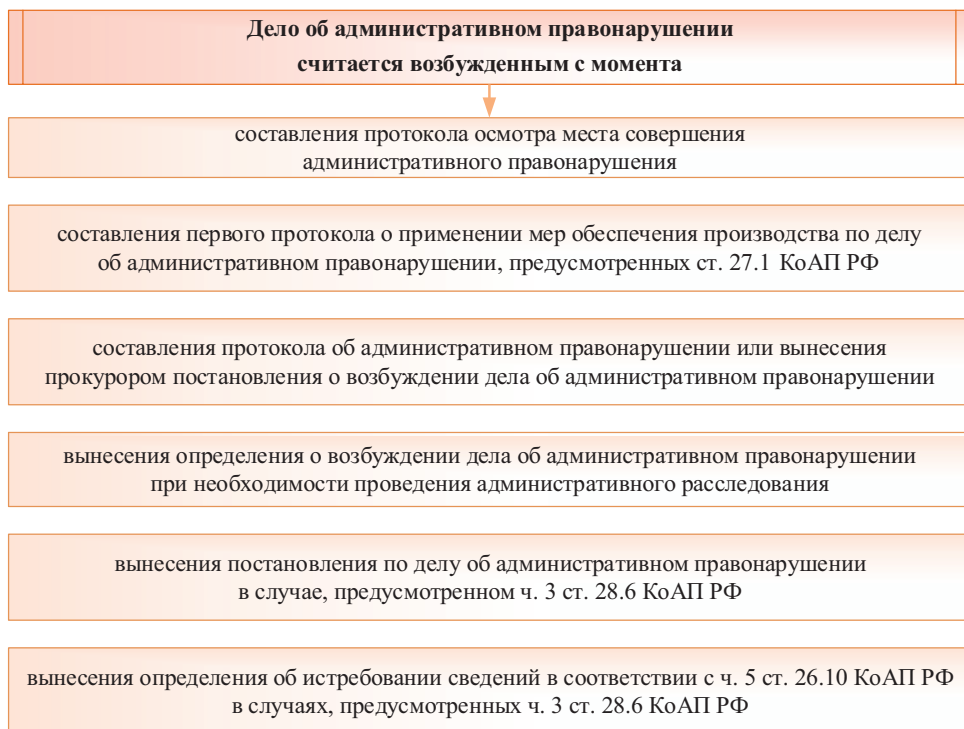 Дело об административном правонарушении
считается возбужденным с момента
составления протокола осмотра места совершения
административного правонарушения
составления первого протокола о применении мер обеспечения производства по делу
об административном правонарушении, предусмотренных ст. 27.1 КоАП РФ
составления протокола об административном правонарушении или вынесения
прокурором постановления о возбуждении дела об административном правонарушении
вынесения определения о возбуждении дела об административном правонарушении
при необходимости проведения административного расследования
вынесения постановления по делу об административном правонарушении
в случае, предусмотренном ч. 3 ст. 28.6 КоАП РФ
вынесения определения об истребовании сведений в соответствии с ч. 5 ст. 26.10 КоАП РФ
в случаях, предусмотренных ч. 3 ст. 28.6 КоАП РФ